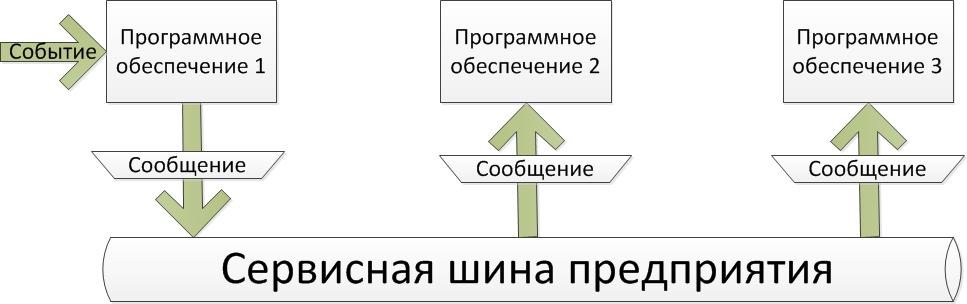 Событие
Программное
обеспечение 1
Программное
обеспечение 2
Программное
обеспечение 3
Сообщение
Сообщение
Сообщение
Сервисная шина предприятия